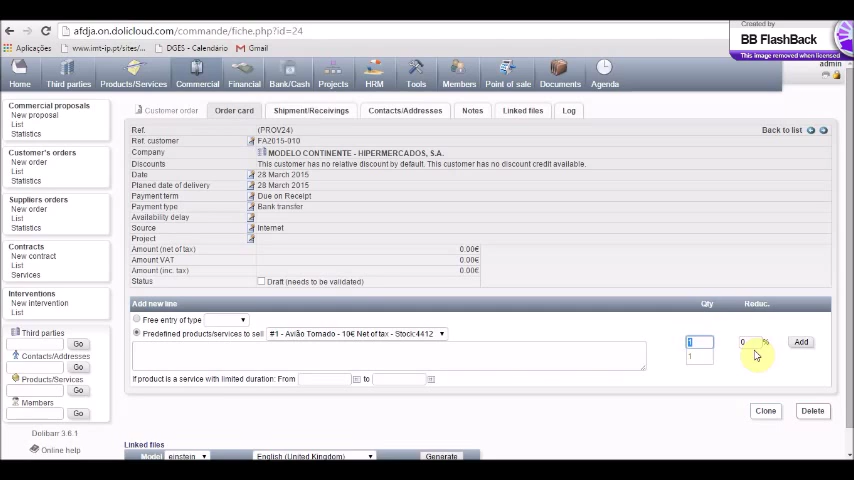 Created by
BB FlashBack
This image removed when licensed
afdja.on.dolicloud.com/commande/fiche.php?id=24
Aplicações www.imt-ip.pt/sites/... DGES - Calendário Gmail
admin
Home Third parties Products/Services Commercial Financial Bank/Cash Projects HRM Tools Members Point of sale Documents Agenda
Commercial proposals
New proposal
List
Statistics
Customer's orders
New order
List
Statistics
Suppliers orders
New order
List
Statistics
Contracts
New contract
List
Services
Interventions
New intervention
List
Third parties
Go
Contacts/Addresses
Go
Products/Services
Go
Members
Go
Dolibarr 3.6.1
Online help
Customer order Order card Shipment/Receivings Contacts/Addresses Notes Linked files Log
Ref. (PROV24) Back to list
Ref. customer FA2015-010
Company MODELO CONTINENTE - HIPERMERCADOS, S.A.
Discounts This customer has no relative discount by default. This customer has no discount credit available.
Date 28 March 2015
Planed date of delivery 28 March 2015
Payment term Due on Receipt
Payment type Bank transfer
Availability delay
Source Internet
Project
Amount (net of tax) 0.00€
Amount VAT 0.00€
Amount (inc. tax) 0.00€
Status Draft (needs to be validated)
Add new line Qty Reduc.
Free entry of type
Predefined products/services to sell #1 - Avião Tornado - 10€ Net of tax - Stock:4412
1 0 % Add
1
If product is a service with limited duration: From to
Clone Delete
Linked files
Model einstein English (United Kingdom) Generate